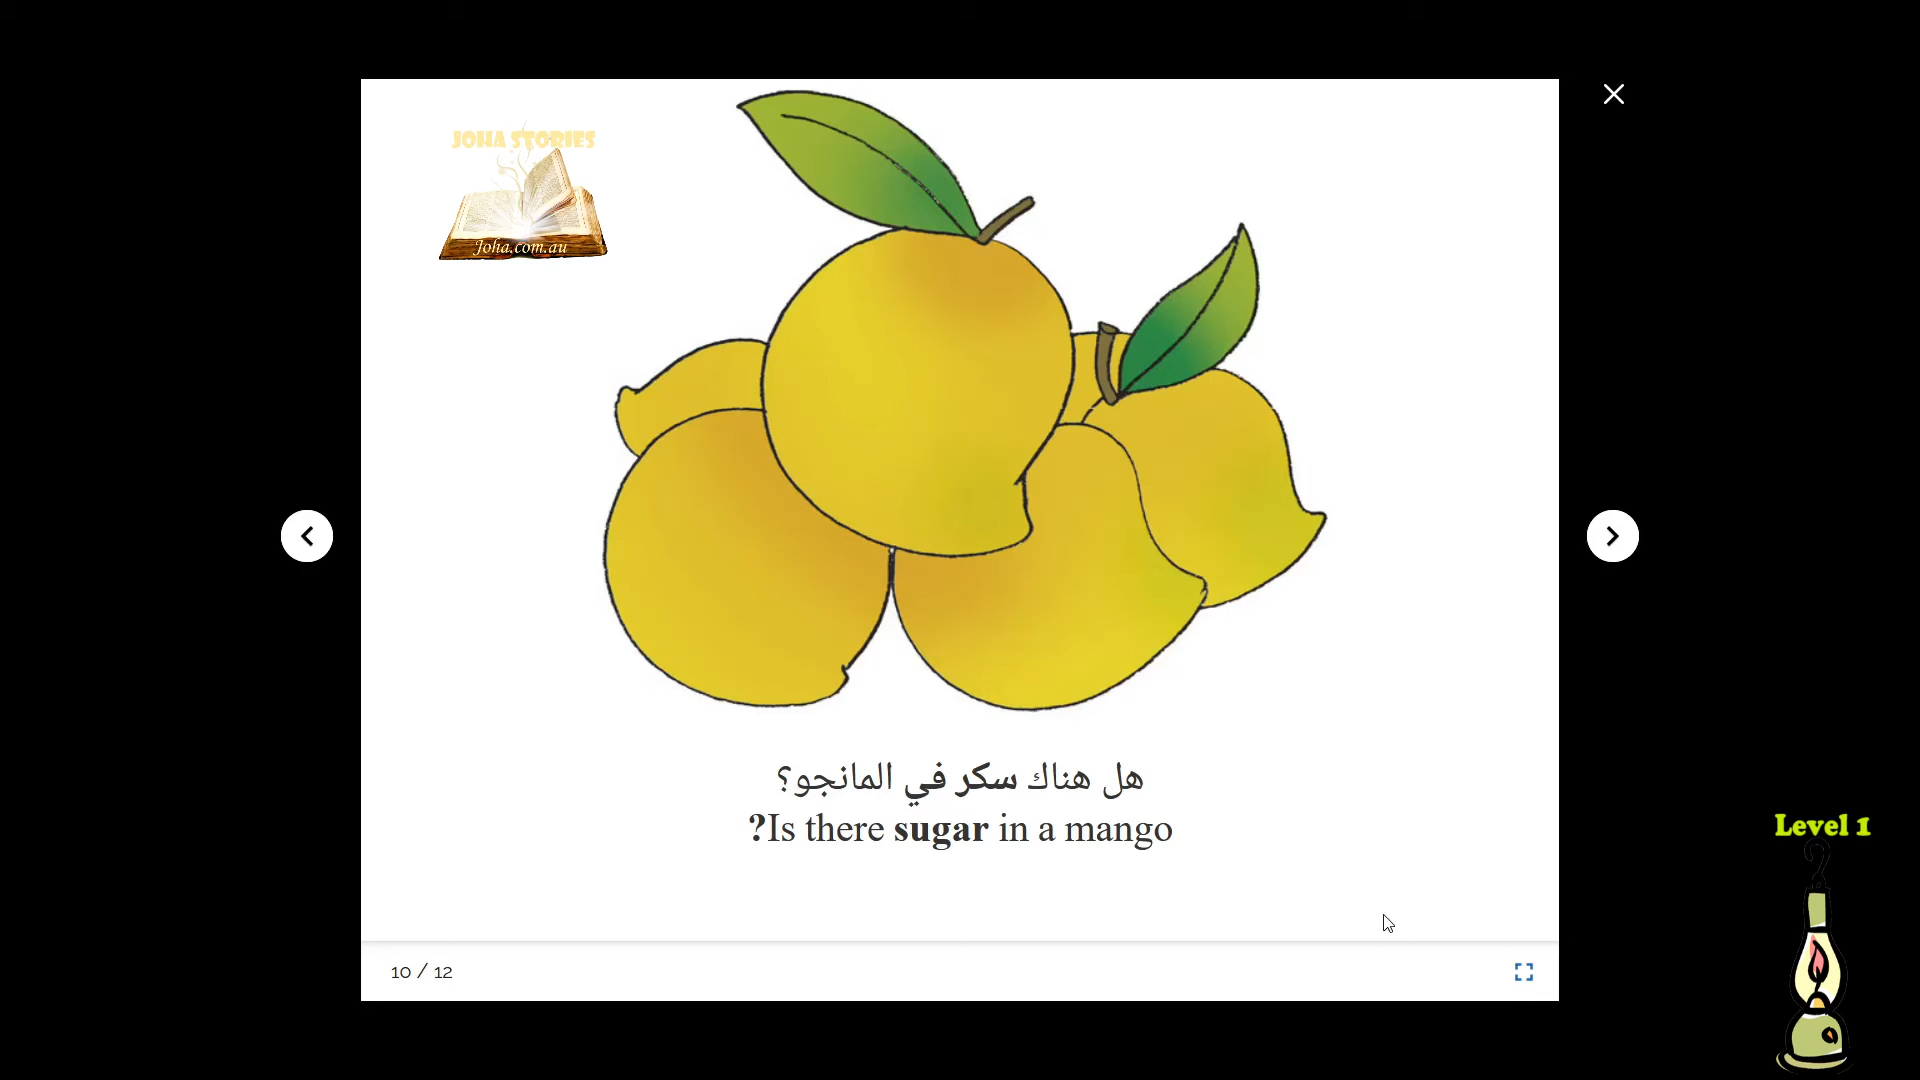 JOHA STORIES
Joha.com.au
هل هناك سكر في المانجو؟
?Is there sugar in a mango
10 / 12
Level 1